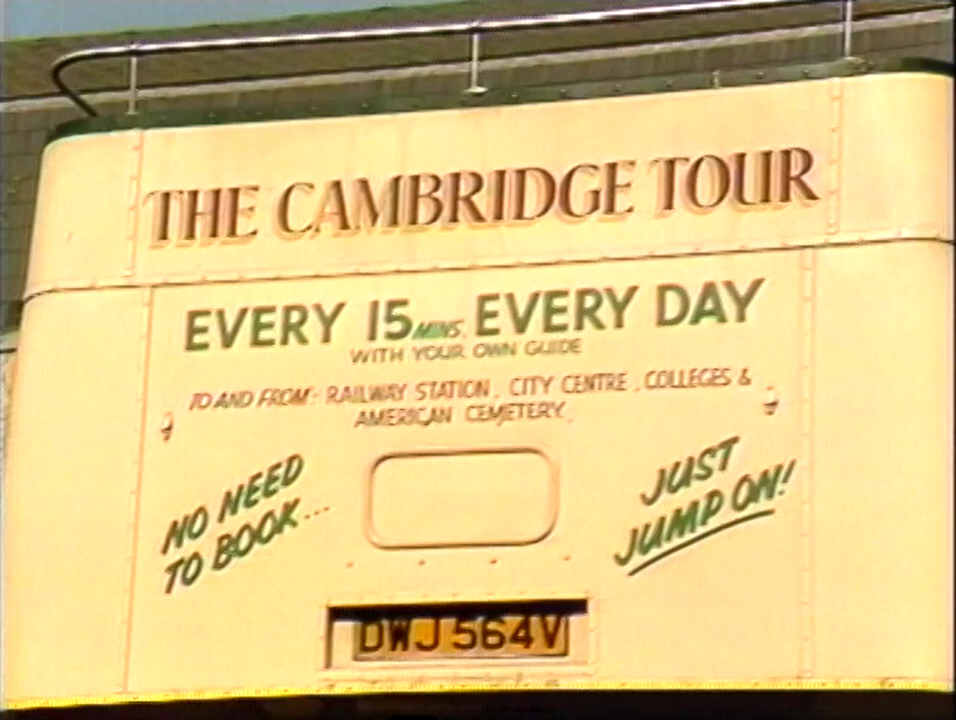 THE CAMBRIDGE TOUR
EVERY 15 MINS. EVERY DAY
WITH YOUR OWN GUIDE
TO AND FROM: RAILWAY STATION, CITY CENTRE, COLLEGES &
AMERICAN CEMETERY.
NO NEED
TO BOOK...
JUST
JUMP ON!
DWJ 564V